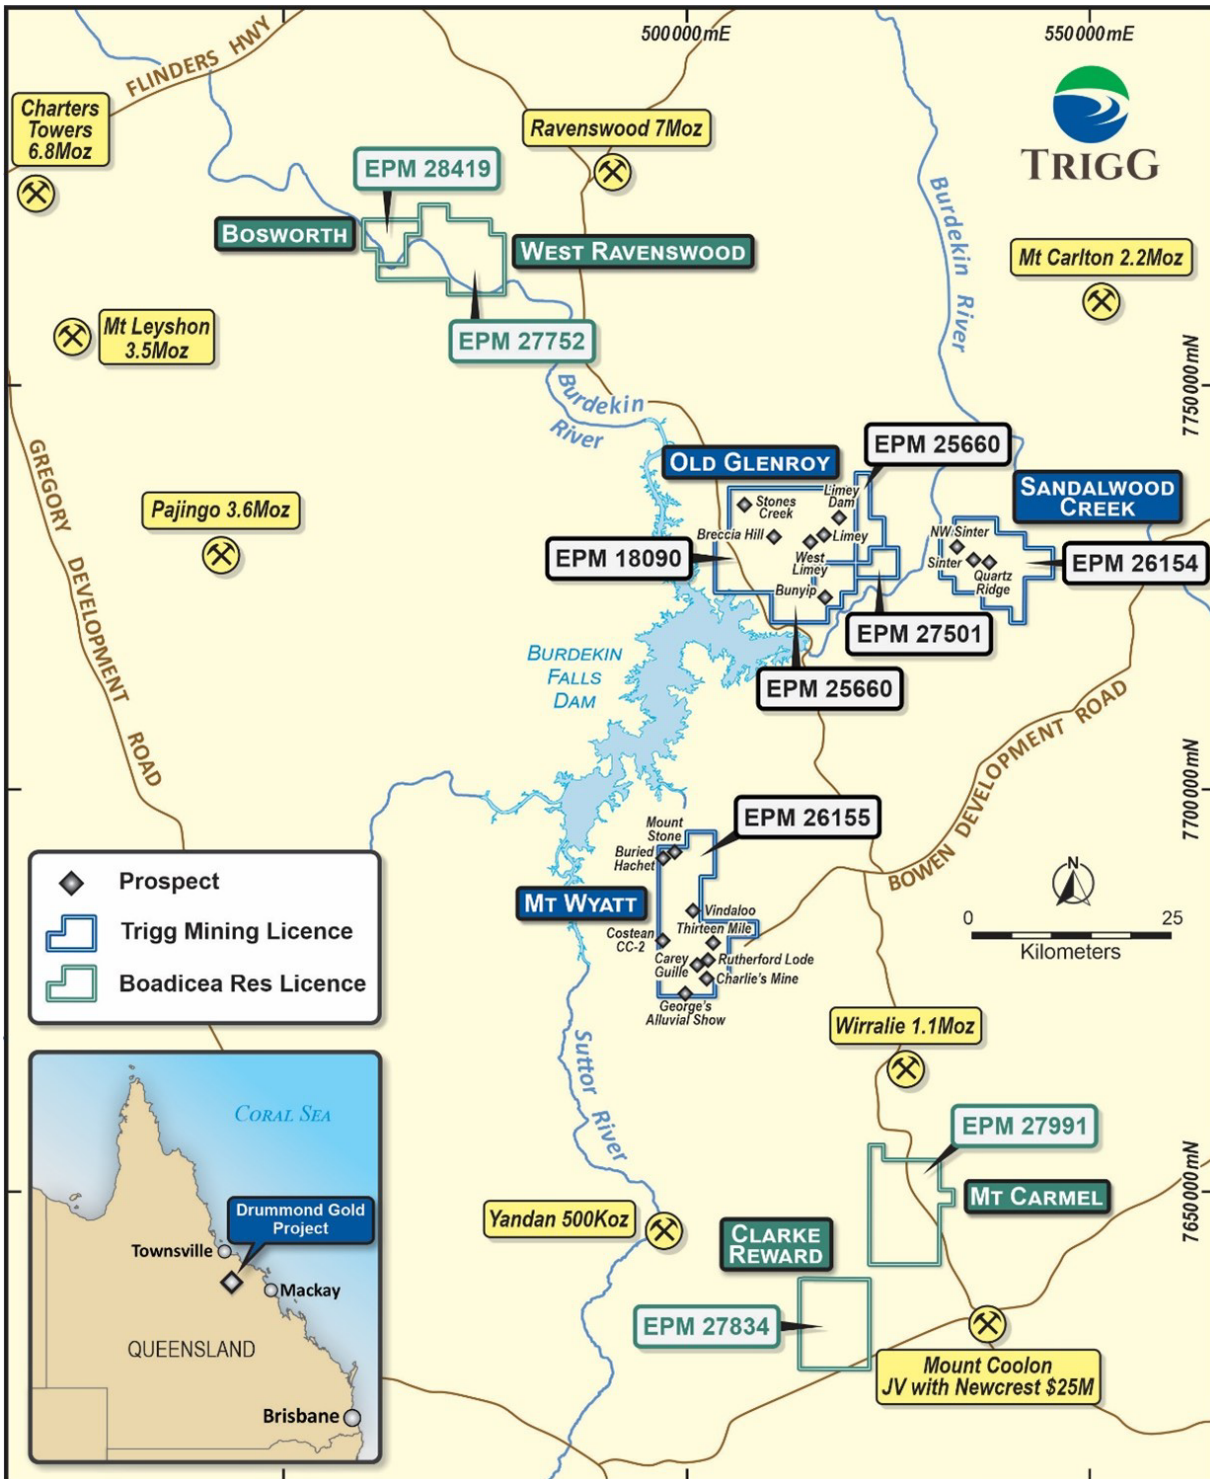 500000mE
550000mE
FLINDERS HWY
TRIGG
Charters
Towers
6.8Moz
Ravenswood 7Moz
EPM 28419
BOSWORTH
WEST RAVENSWOOD
Burdekin River
Mt Carlton 2.2Moz
Mt Leyshon
3.5Moz
EPM 27752
Burdekin
River
7750000mN
GREGORY DEVELOPMENT ROAD
Pajingo 3.6Moz
OLD GLENROY
EPM 25660
SANDALWOOD
CREEK
Limey
Dam
Stones
Creek
Breccia Hill
Limey
West
Limey
Bunyip
NW Sinter
Sinter
Quartz
Ridge
EPM 18090
EPM 26154
EPM 27501
EPM 25660
BURDEKIN
FALLS
DAM
BOWEN DEVELOPMENT ROAD
7700000mN
EPM 26155
Mount
Stone
Buried
Hachet
MT WYATT
Vindaloo
Costean
CC-2
Thirteen Mile
Carey
Guille
Rutherford Lode
Charlie's Mine
George's
Alluvial Show
N
0
25
Kilometers
Prospect
Trigg Mining Licence
Boadicea Res Licence
Suttor River
Wirralie 1.1Moz
EPM 27991
MT CARMEL
7650000mN
Yandan 500Koz
CLARKE
REWARD
EPM 27834
Mount Coolon
JV with Newcrest $25M
CORAL SEA
Drummond Gold
Project
Townsville
Mackay
QUEENSLAND
Brisbane